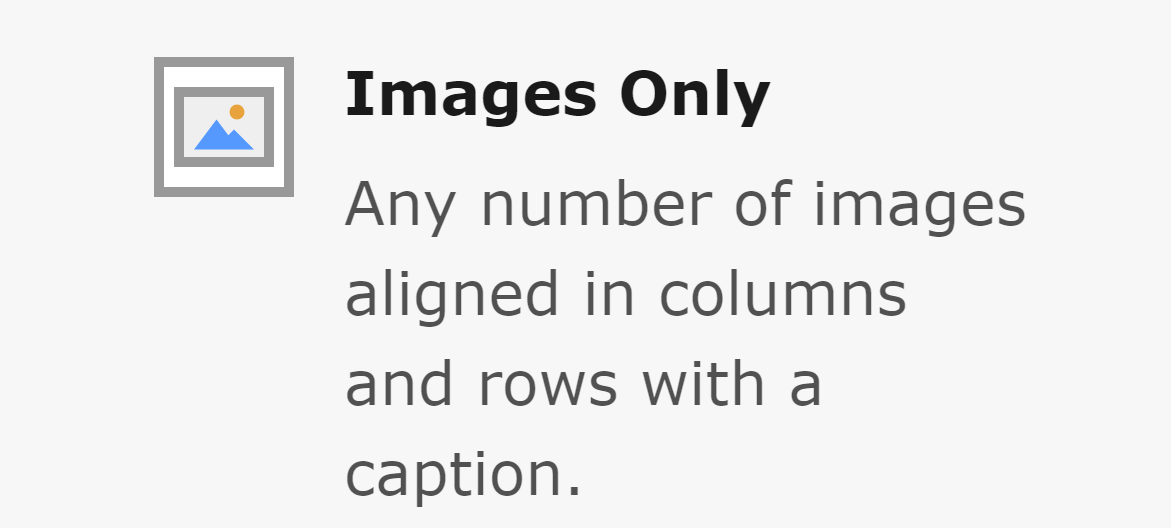 Images Only
Any number of images
aligned in columns
and rows with a
caption.